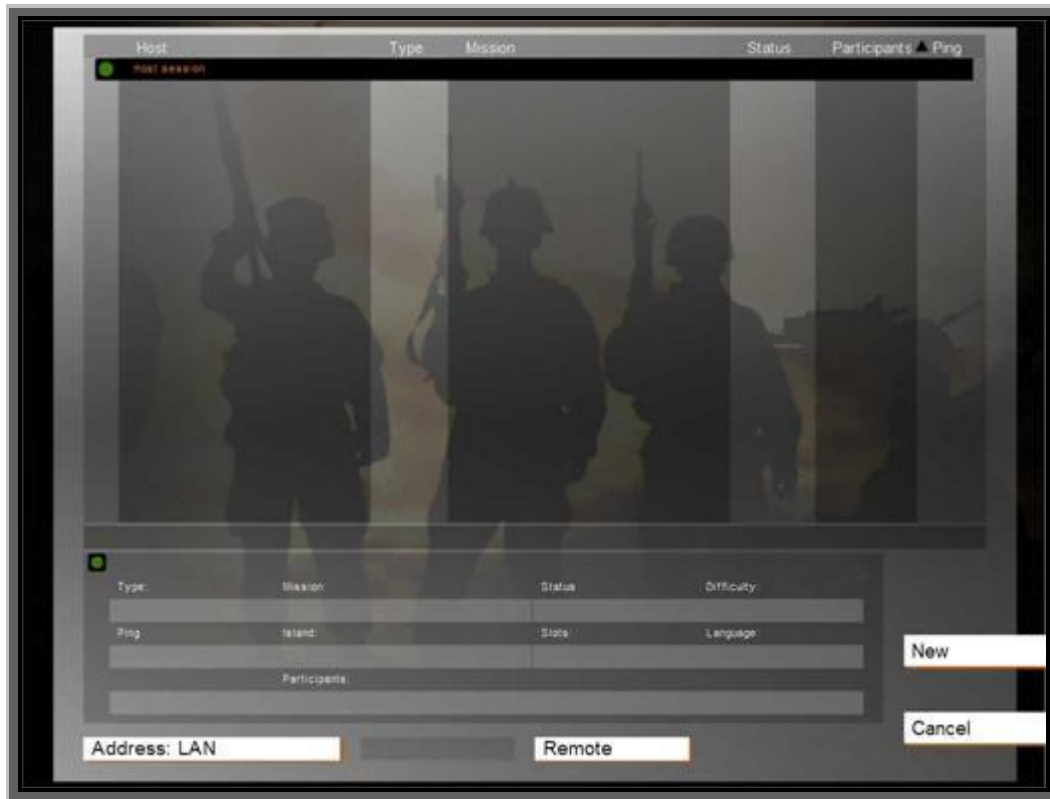 Host Type Mission Status Participants Ping
Host session
Type: Mission: Status Difficulty:
Ping Island: Slots: Language:
Participants:
New
Cancel
Address: LAN Remote